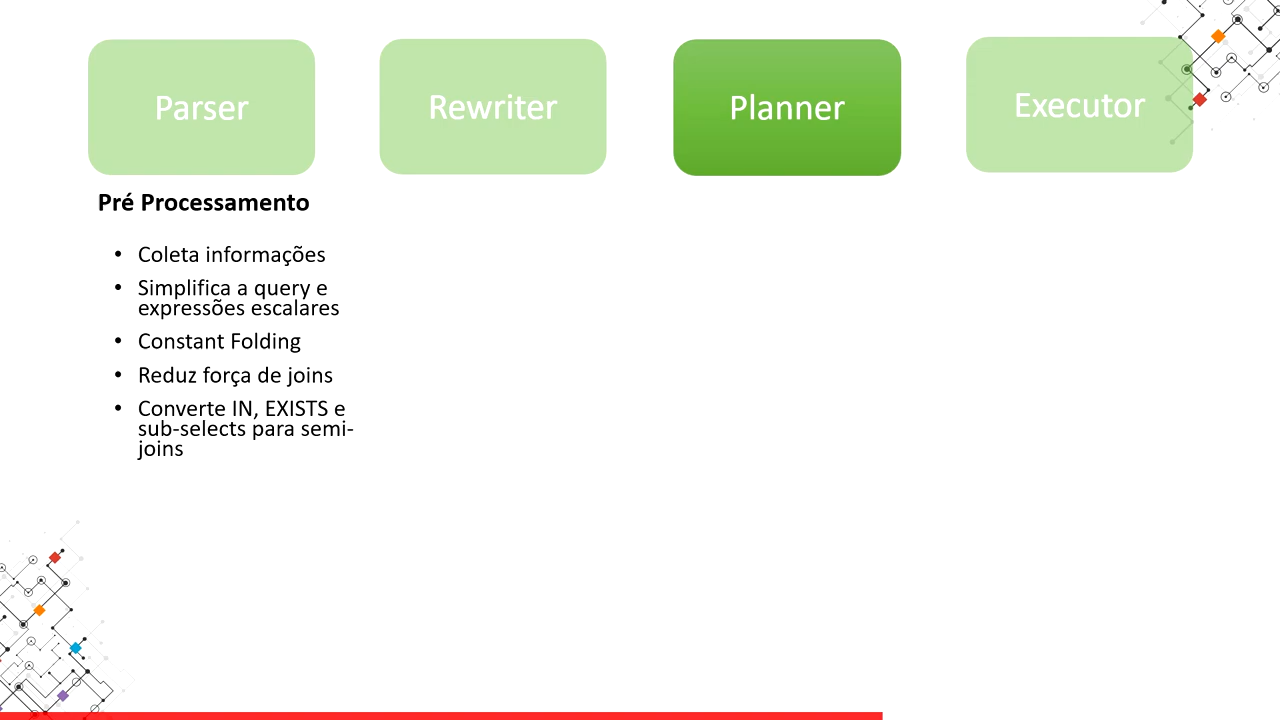 Parser
Rewriter
Planner
Executor
Pré Processamento
• Coleta informações
• Simplifica a query e
expressões escalares
• Constant Folding
• Reduz força de joins
• Converte IN, EXISTS e
sub-selects para semi-
joins